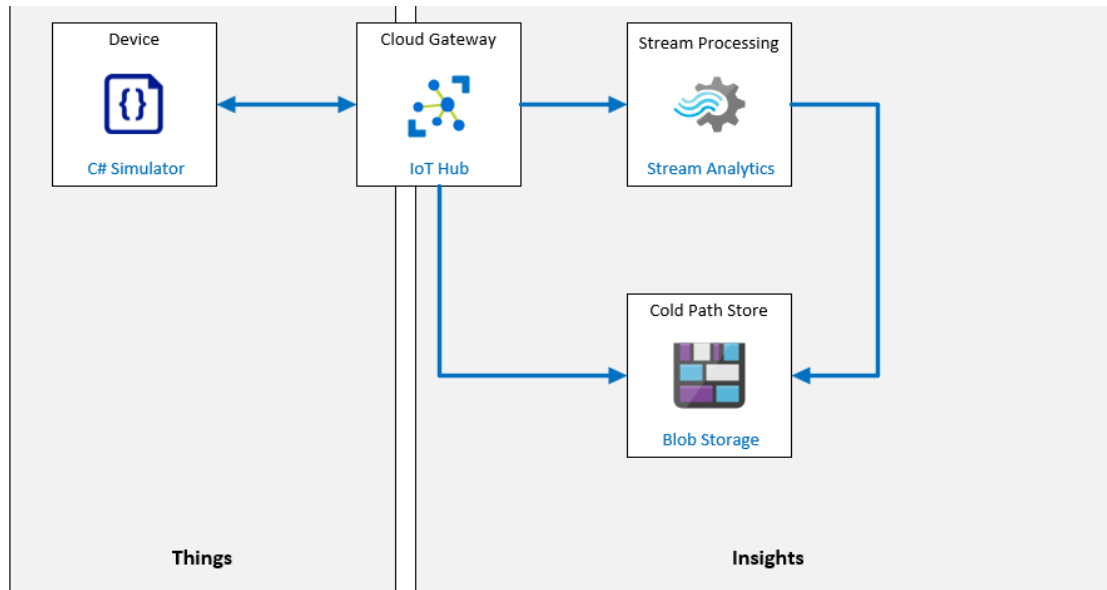 Device
C# Simulator
Cloud Gateway
IoT Hub
Stream Processing
Stream Analytics
Cold Path Store
Blob Storage
Things
Insights